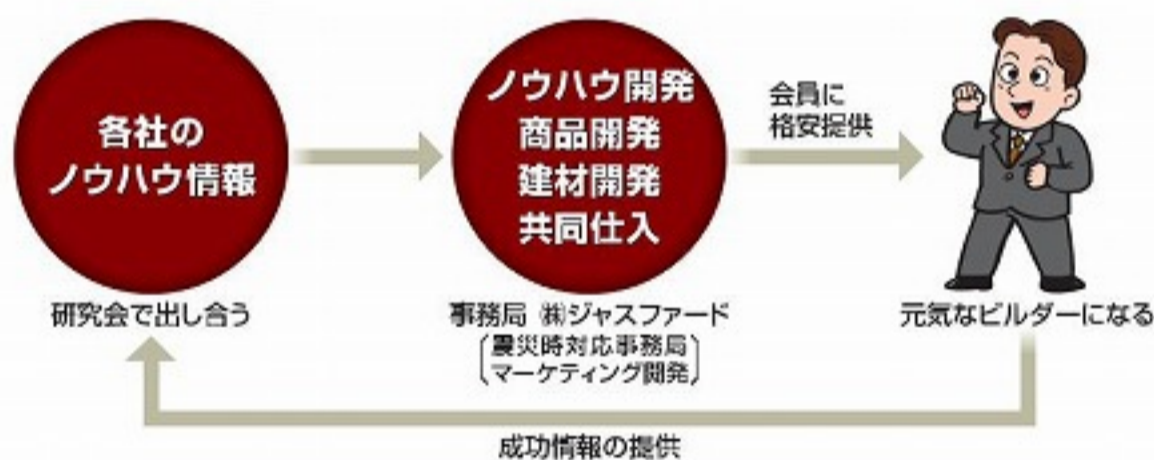 各社の
ノウハウ情報
研究会で出し合う
ノウハウ開発
商品開発
建材開発
共同仕入
事務局 ㈱ジャスファード
震災時対応事務局
マーケティング開発
会員に
格安提供
元気なビルダーになる
成功情報の提供